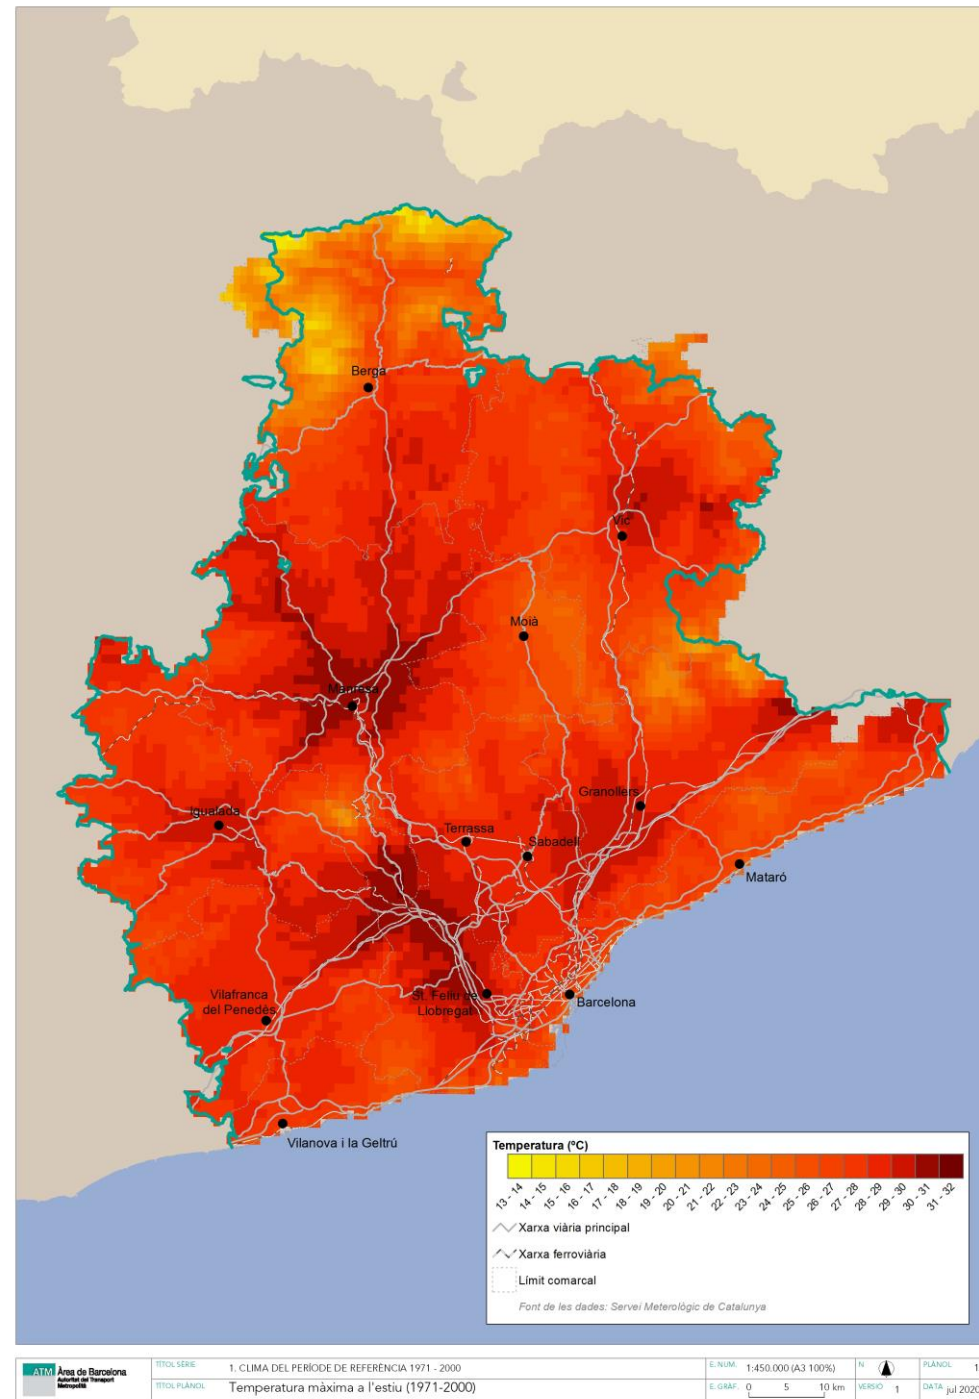 Berga
Vic
Moià
Manresa
Granollers
Igualada
Terrassa
Sabadell
Mataró
Vilafranca
del Penedès
St. Feliu de
Llobregat
Barcelona
Vilanova i la Geltrú
Temperatura (ºC)
13 - 14
14 - 15
15 - 16
16 - 17
17 - 18
18 - 19
19 - 20
20 - 21
21 - 22
22 - 23
23 - 24
24 - 25
25 - 26
26 - 27
27 - 28
28 - 29
29 - 30
30 - 31
31 - 32
Xarxa viària principal
Xarxa ferroviària
Límit comarcal
Font de les dades: Servei Meterològic de Catalunya
ATM Àrea de Barcelona
Autoritat del Transport
Metropolità
TÍTOL SÈRIE 1. CLIMA DEL PERÍODE DE REFERÈNCIA 1971 - 2000
TÍTOL PLÀNOL Temperatura màxima a l'estiu (1971-2000)
E. NUM. 1:450.000 (A3 100%)
E. GRÀF. 0 5 10 km
N
VERSIÓ 1
PLÀNOL 1
DATA jul 2020